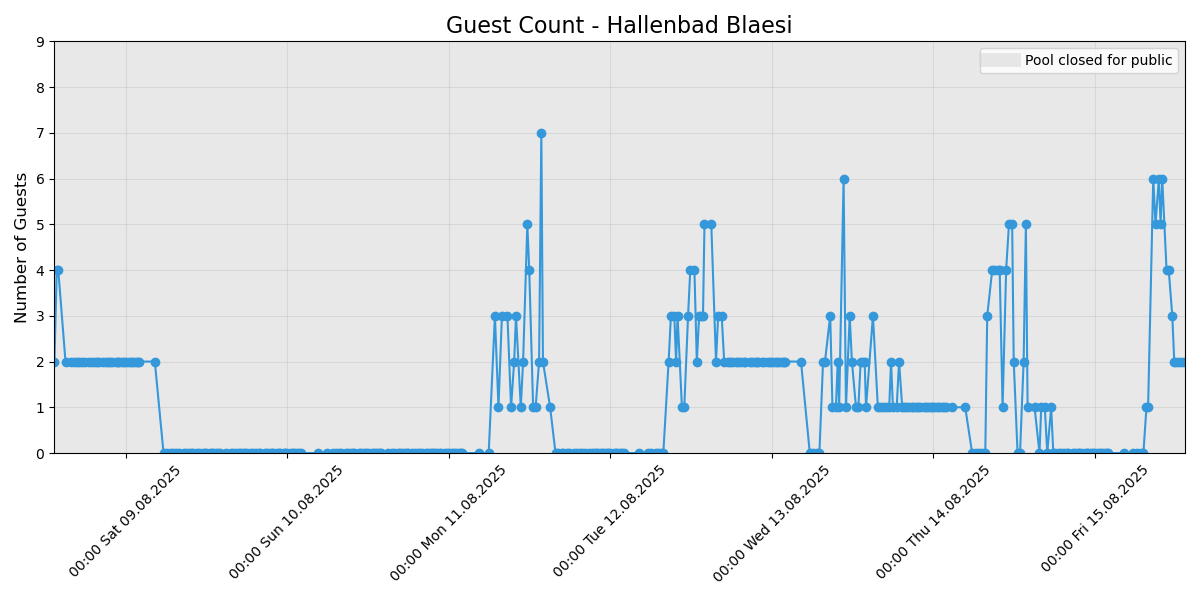 Guest Count - Hallenbad Blaesi
Pool closed for public
Number of Guests
9
8
7
6
5
4
3
2
1
0
00:00 Sat 09.08.2025
00:00 Sun 10.08.2025
00:00 Mon 11.08.2025
00:00 Tue 12.08.2025
00:00 Wed 13.08.2025
00:00 Thu 14.08.2025
00:00 Fri 15.08.2025